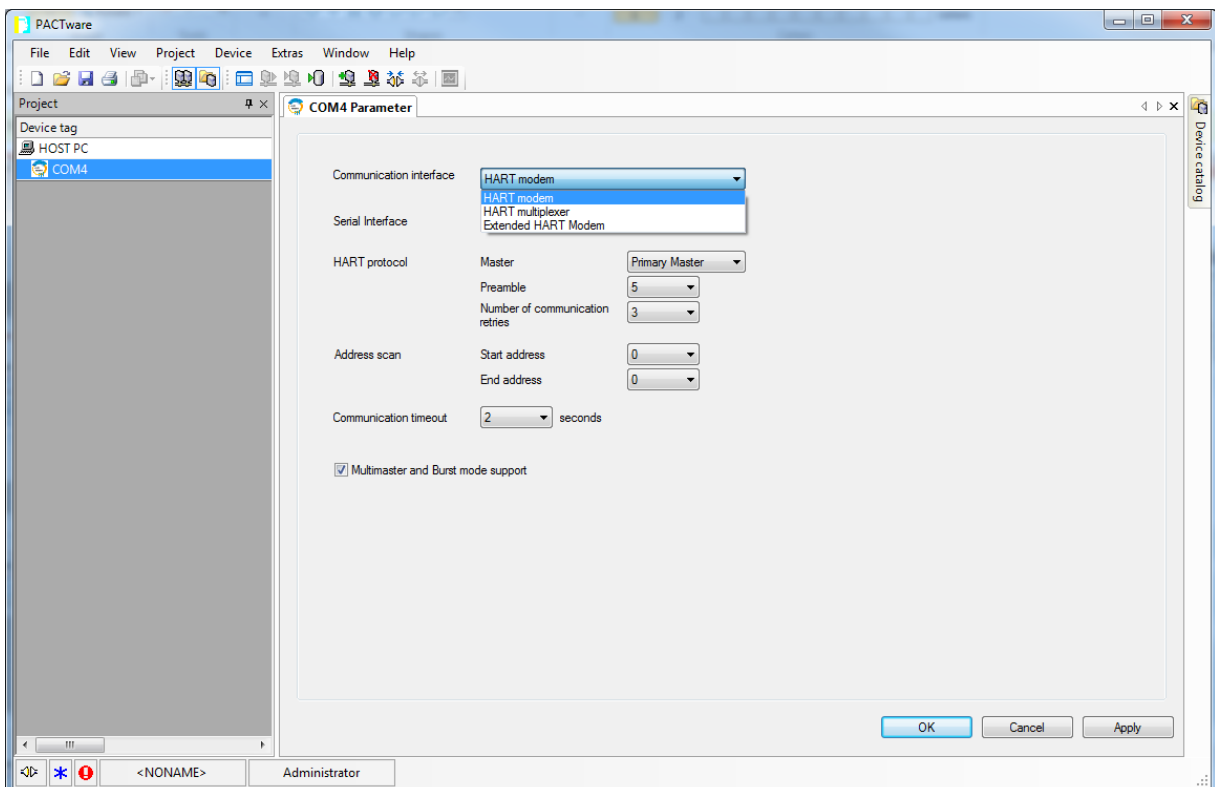 PACTware
File Edit View Project Device Extras Window Help
Project
COM4 Parameter
Device tag
HOST PC
COM4
Device catalog
Communication interface HART modem
HART modem
HART multiplexer
Extended HART Modem
Serial Interface
HART protocol Master Primary Master
Preamble 5
Number of communication
retries 3
Address scan Start address 0
End address 0
Communication timeout 2 seconds
Multimaster and Burst mode support
OK Cancel Apply
<NONAME> Administrator